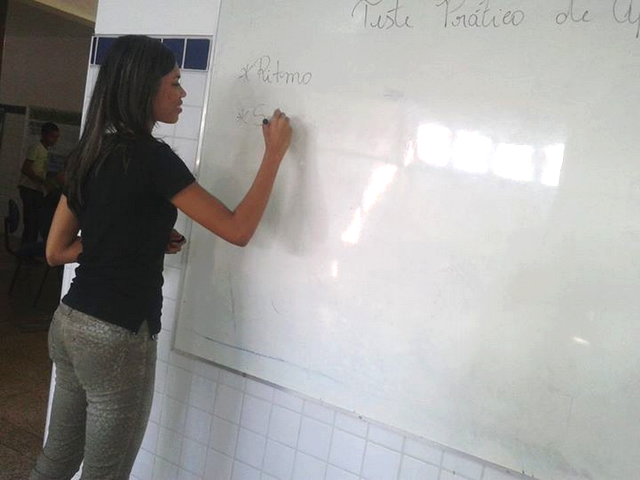 Teste Prático de
* Ritmo
*